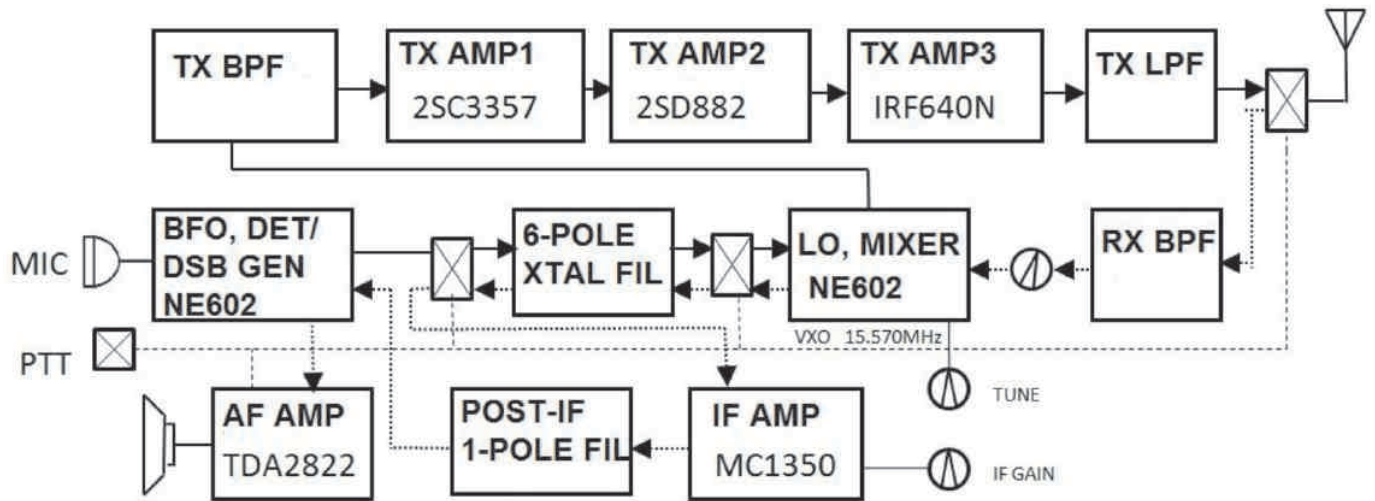 TX BPF
TX AMP1
2SC3357
TX AMP2
2SD882
TX AMP3
IRF640N
TX LPF
MIC
BFO, DET/
DSB GEN
NE602
6-POLE
XTAL FIL
LO, MIXER
NE602
RX BPF
VXO 15.570MHz
PTT
TUNE
AF AMP
TDA2822
POST-IF
1-POLE FIL
IF AMP
MC1350
IF GAIN